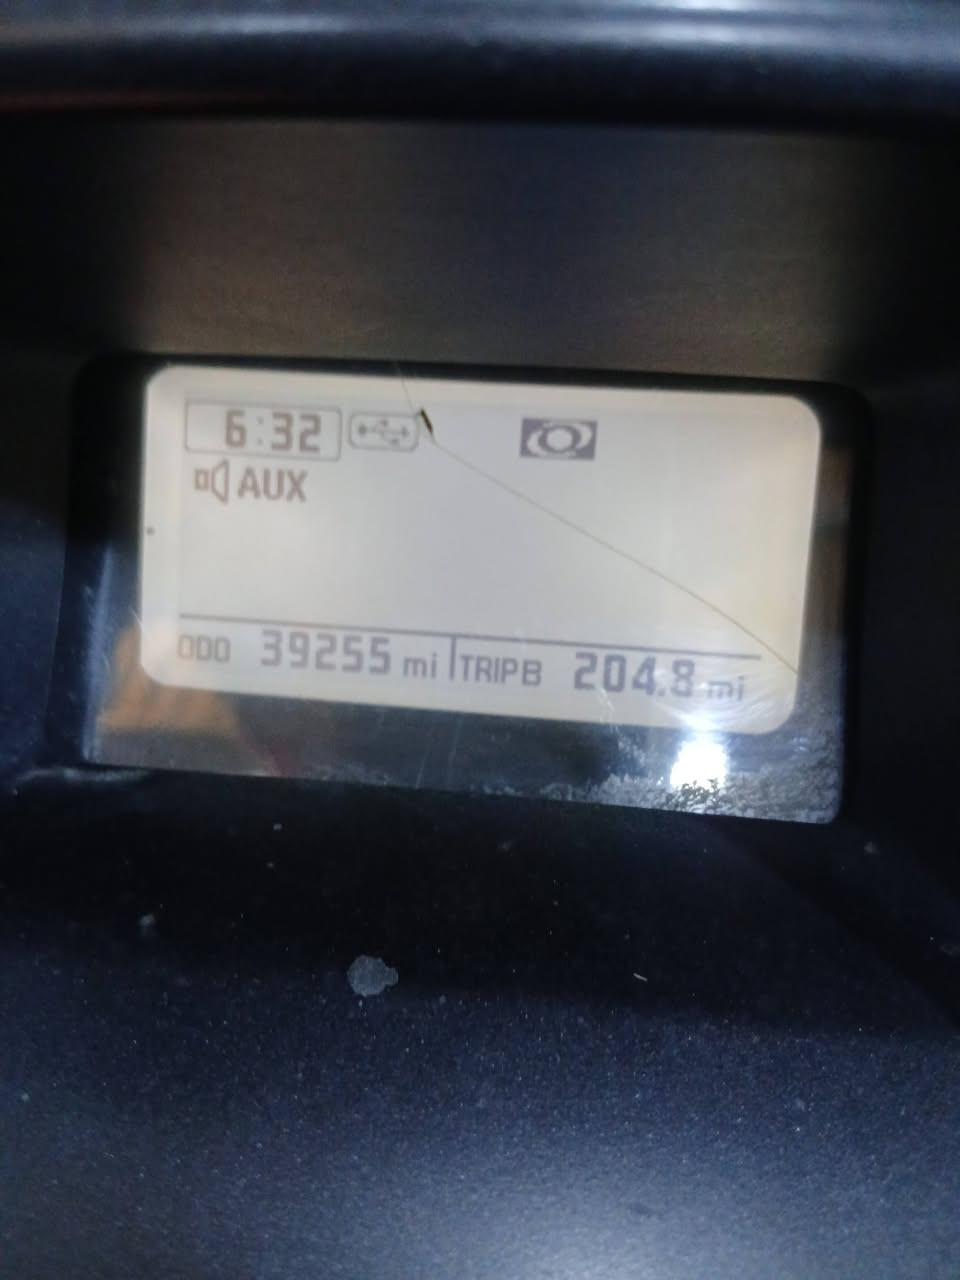 6:32
AUX
ODO 39255 mi TRIPB 204.8 mi